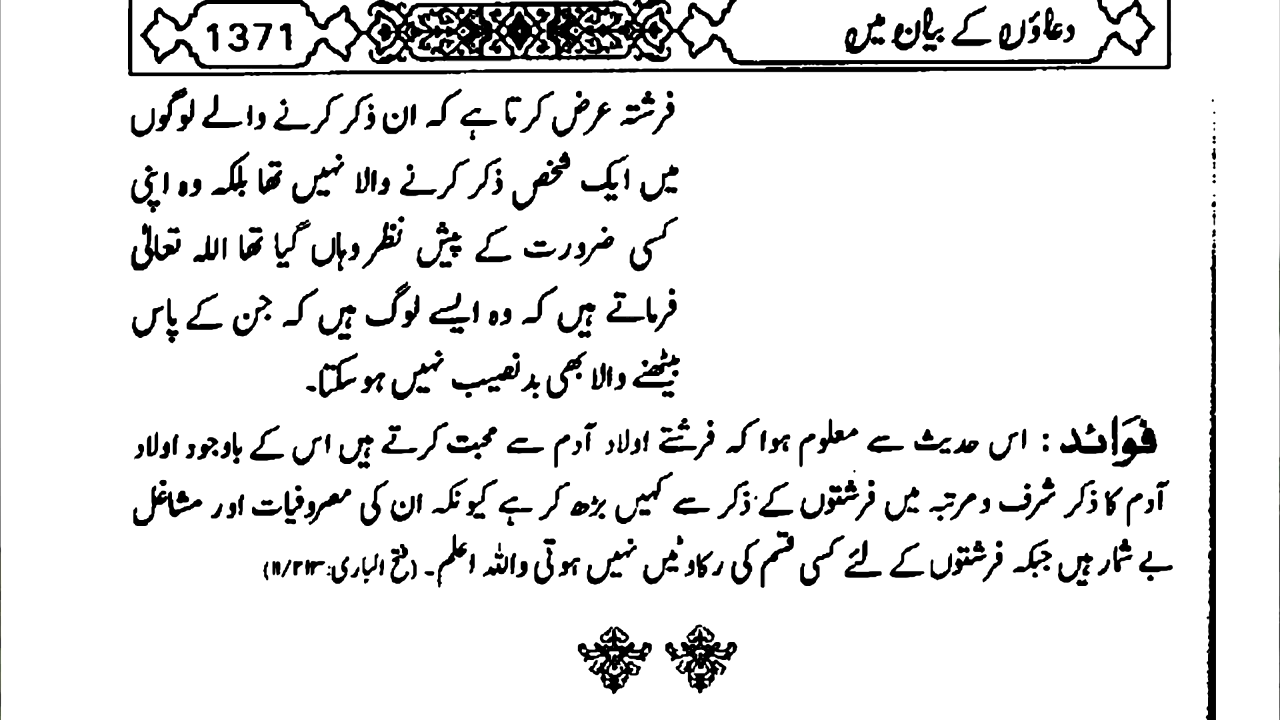 دعاؤں کے بیان میں
1371
فرشتہ عرض کرتا ہے کہ ان ذکر کرنے والے لوگوں
میں ایک شخص ذکر کرنے والا نہیں تھا بلکہ وہ اپنی
کسی ضرورت کے پیش نظر وہاں گیا تھا اللہ تعالیٰ
فرماتے ہیں کہ وہ ایسے لوگ ہیں کہ جن کے پاس
بیٹھنے والا بھی بدنصیب نہیں ہو سکتا۔
فَوَائد : اس حدیث سے معلوم ہوا کہ فرشتے اولاد آدم سے محبت کرتے ہیں اس کے باوجود اولاد
آدم کا ذکر شرف و مرتبہ میں فرشتوں کے ذکر سے کہیں بڑھ کر ہے کیونکہ ان کی مصروفیات اور مشاغل
بے شمار ہیں جبکہ فرشتوں کے لئے کسی قسم کی رکاوٹیں نہیں ہوتی واللہ اعلم۔ (فتح الباری: ۱۱/۲۱۳)